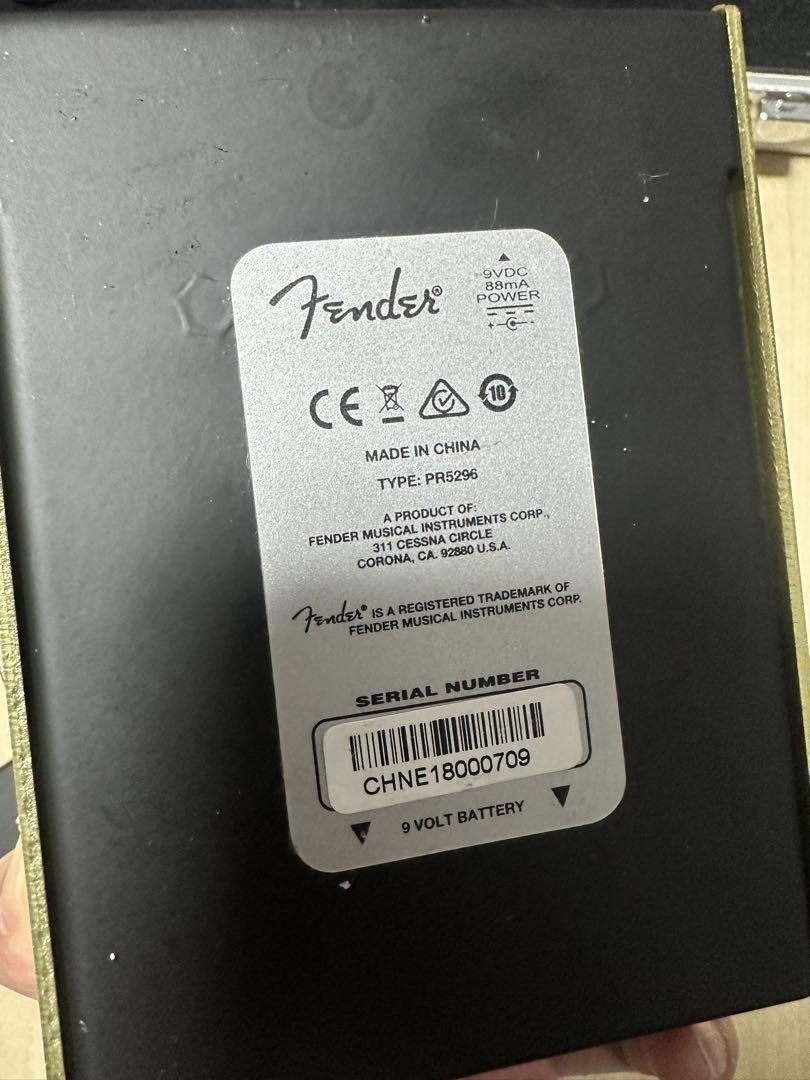 Fender®
9VDC
88mA
POWER
CE
10
MADE IN CHINA
TYPE: PR5296
A PRODUCT OF:
FENDER MUSICAL INSTRUMENTS CORP.,
311 CESSNA CIRCLE
CORONA, CA. 92880 U.S.A.
Fender® IS A REGISTERED TRADEMARK OF
FENDER MUSICAL INSTRUMENTS CORP.
SERIAL NUMBER
CHNE18000709
9 VOLT BATTERY